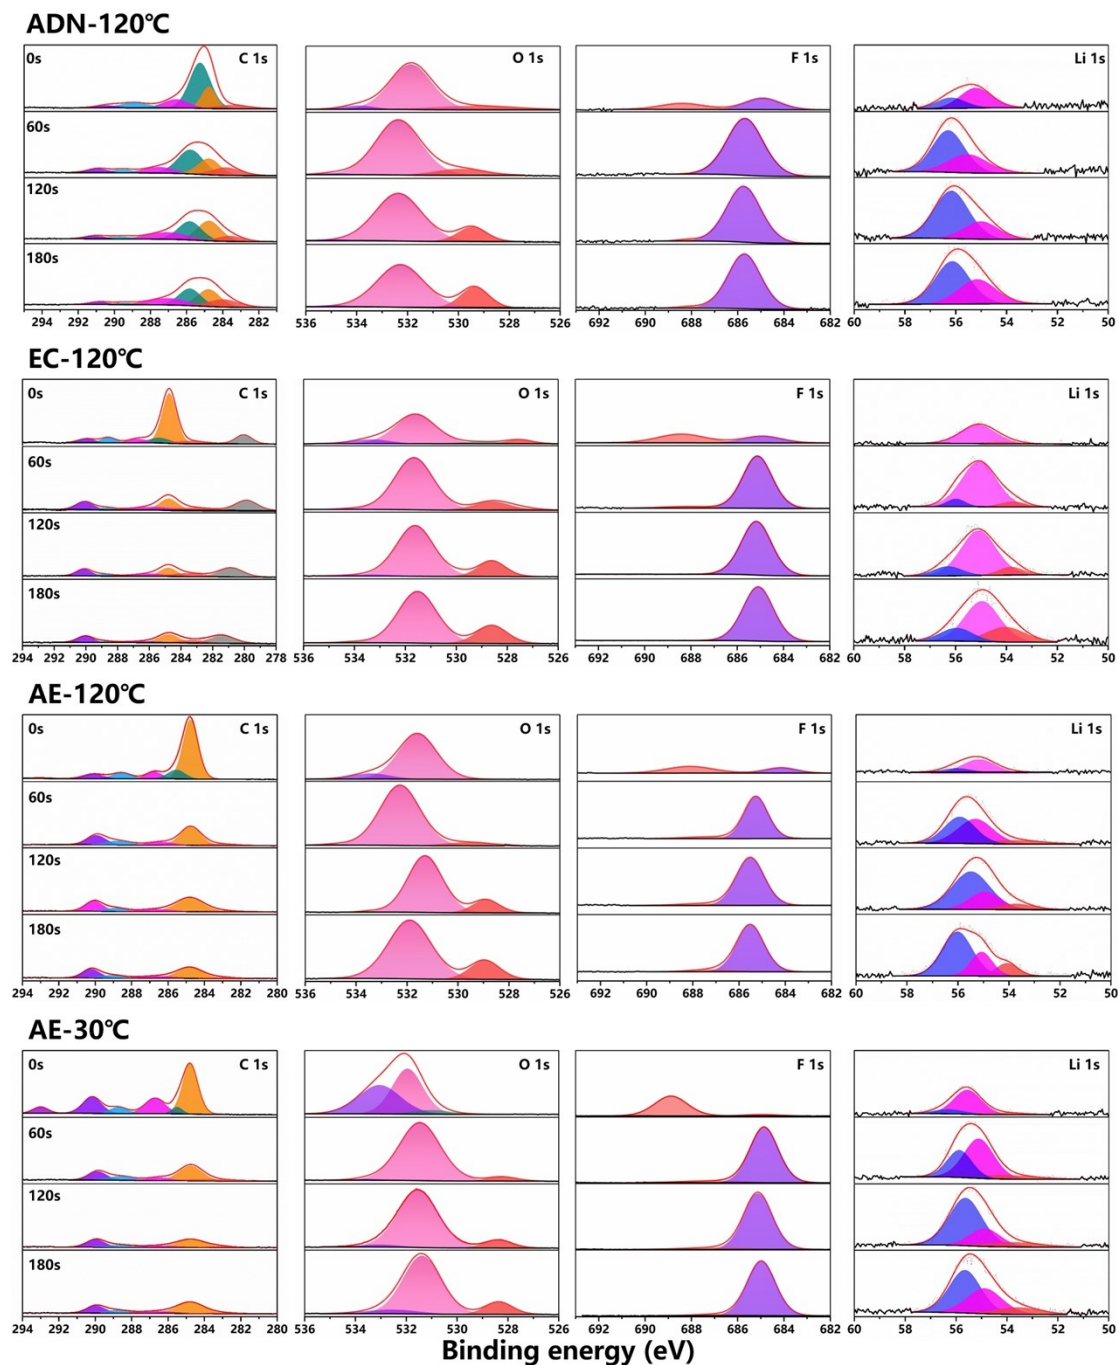 ADN-120℃
0s C 1s O 1s F 1s Li 1s
60s
120s
180s
294 292 290 288 286 284 282 536 534 532 530 528 526 692 690 688 686 684 682 60 58 56 54 52 50
EC-120℃
0s C 1s O 1s F 1s Li 1s
60s
120s
180s
294 292 290 288 286 284 282 280 278 536 534 532 530 528 526 692 690 688 686 684 682 60 58 56 54 52 50
AE-120℃
0s C 1s O 1s F 1s Li 1s
60s
120s
180s
294 292 290 288 286 284 282 280 536 534 532 530 528 526 692 690 688 686 684 682 60 58 56 54 52 50
AE-30℃
0s C 1s O 1s F 1s Li 1s
60s
120s
180s
294 292 290 288 286 284 282 280 536 534 532 530 528 526 692 690 688 686 684 682 60 58 56 54 52 50
Binding energy (eV)